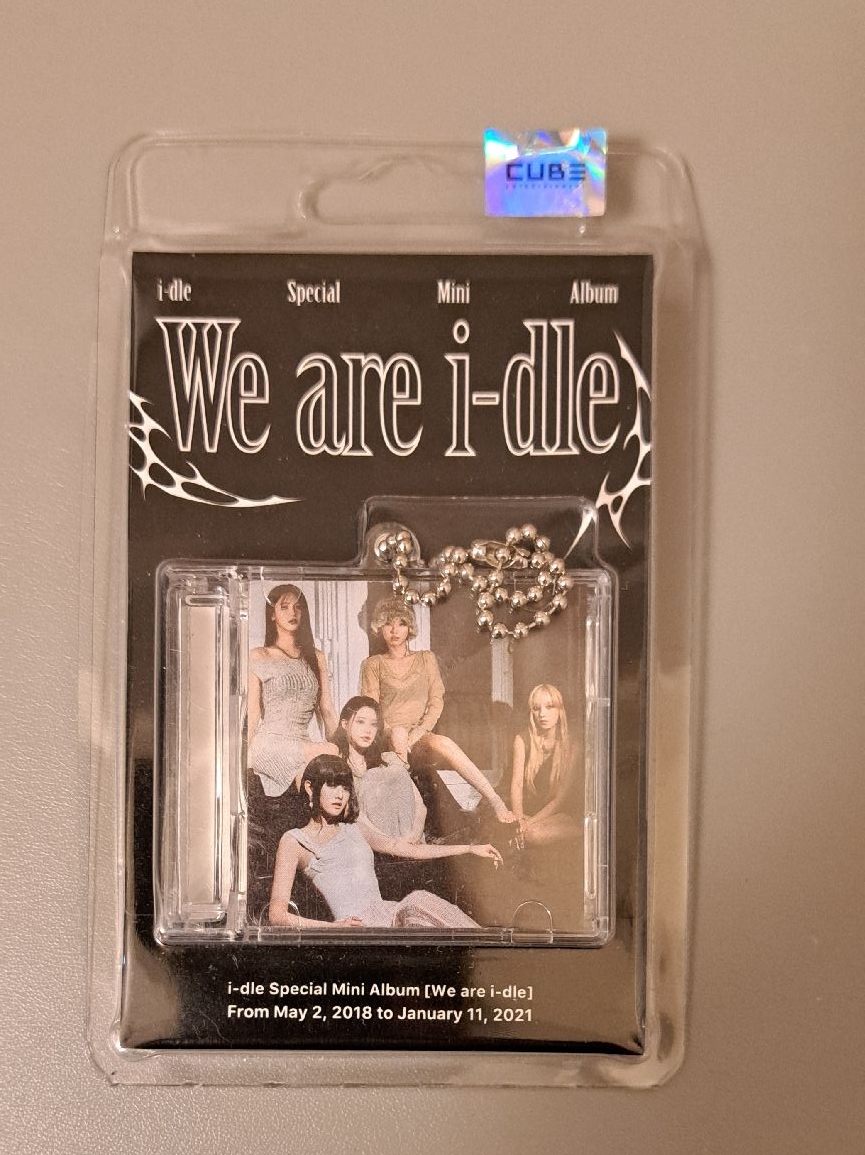 CUBE
entertainment
i-dle Special Mini Album
We are i-dle
i-dle Special Mini Album [We are i-dle]
From May 2, 2018 to January 11, 2021